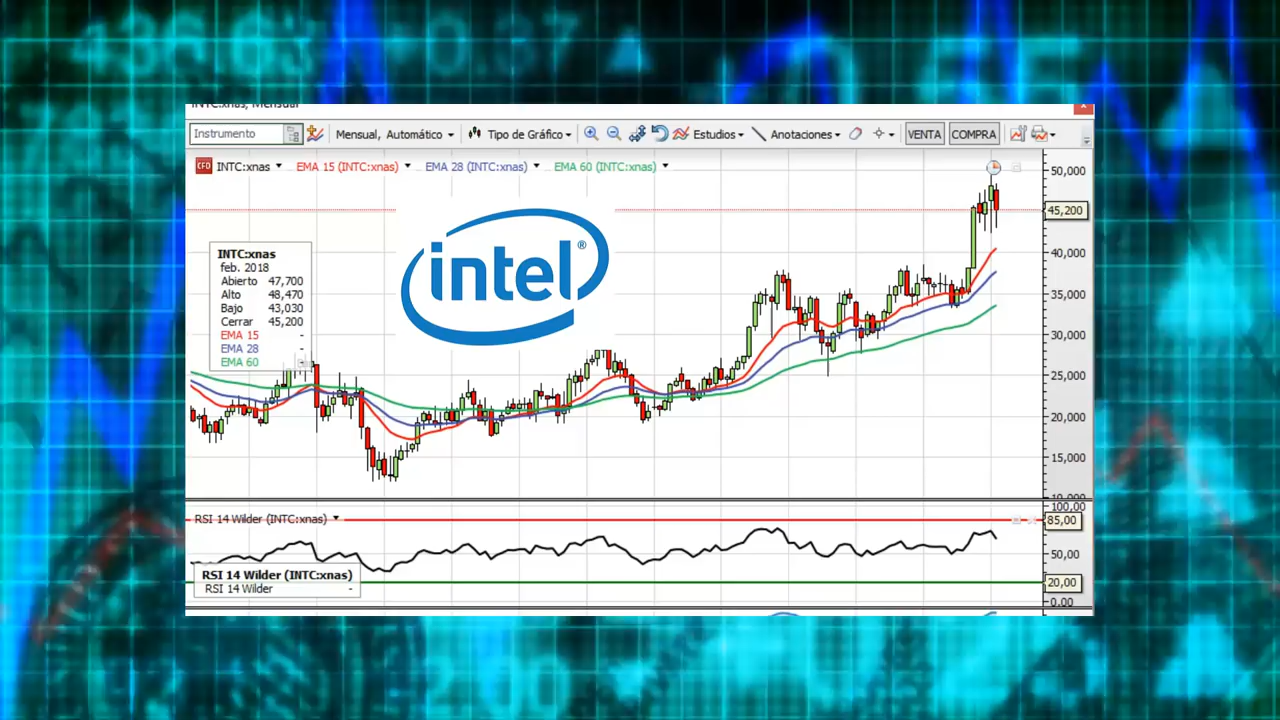 INTC:xnas, Mensual
Instrumento Mensual, Automático Tipo de Gráfico Estudios Anotaciones VENTA COMPRA
CFD INTC:xnas EMA 15 (INTC:xnas) EMA 28 (INTC:xnas) EMA 60 (INTC:xnas)
50,000
45,200
40,000
35,000
30,000
25,000
20,000
15,000
10,000
intel®
INTC:xnas
feb. 2018
Abierto 47,700
Alto 48,470
Bajo 43,030
Cerrar 45,200
EMA 15 -
EMA 28 -
EMA 60
RSI 14 Wilder (INTC:xnas)
100,00
85,00
50,00
20,00
0.00
RSI 14 Wilder (INTC:xnas)
RSI 14 Wilder -